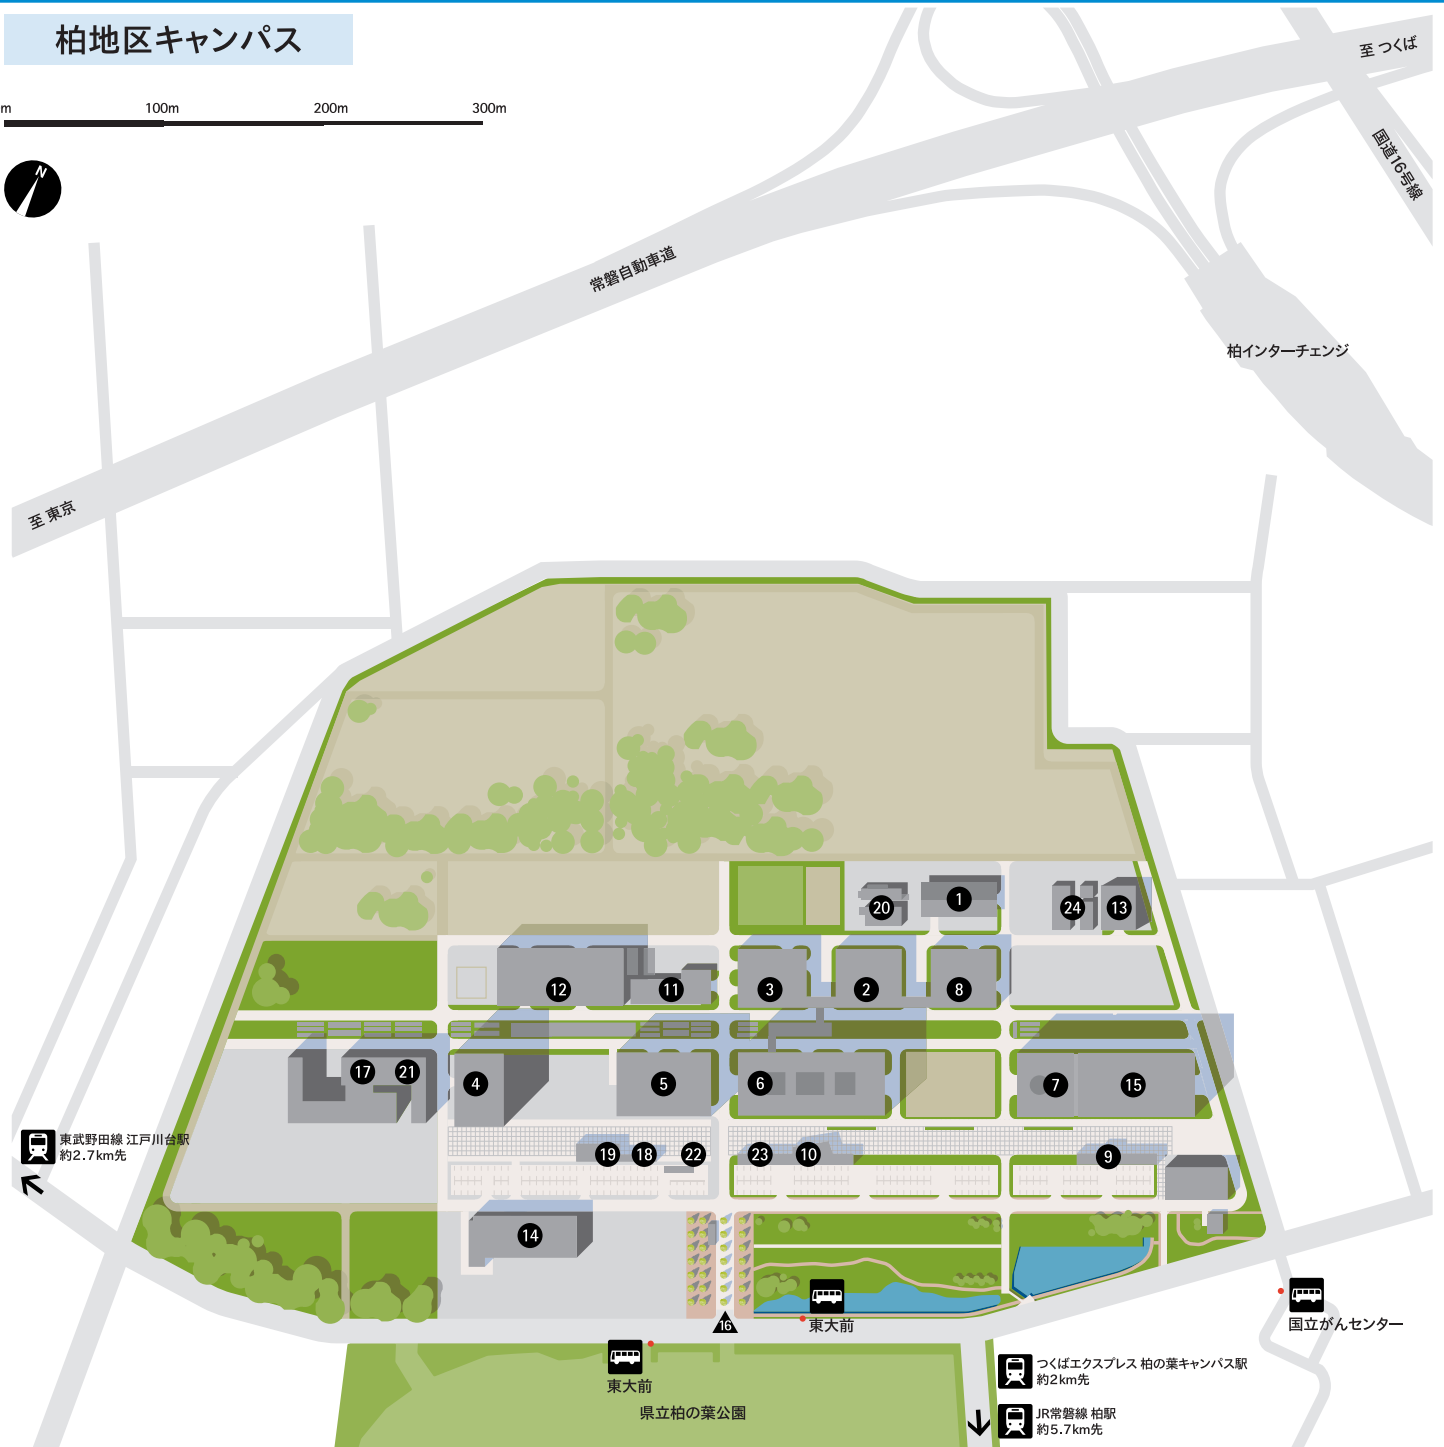 柏地区キャンパス
m 100m 200m 300m
N
至 つくば
国道16号線
常磐自動車道
柏インターチェンジ
至 東京
20 1 24 13
12 11 3 2 8
17 21 4 5 6 7 15
東武野田線 江戸川台駅
約2.7km先
19 18 22 23 10 9
14
16
東大前
国立がんセンター
東大前
つくばエクスプレス 柏の葉キャンパス駅
約2km先
県立柏の葉公園
JR常磐線 柏駅
約5.7km先